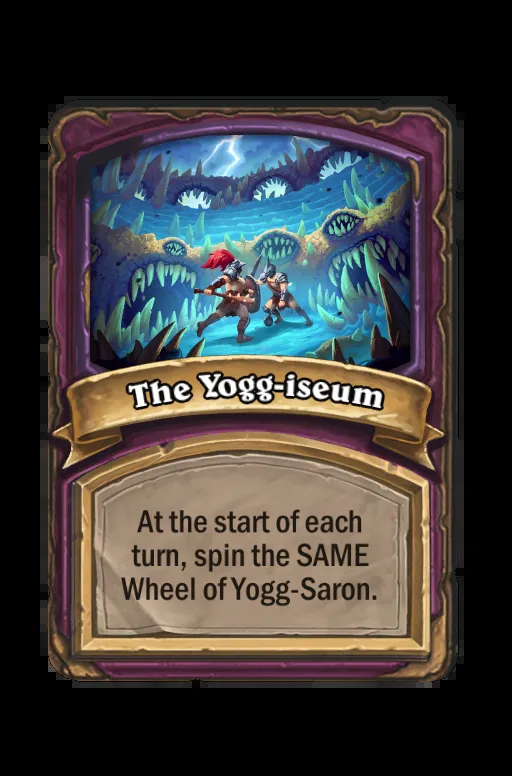 The Yogg-iseum
At the start of each
turn, spin the SAME
Wheel of Yogg-Saron.